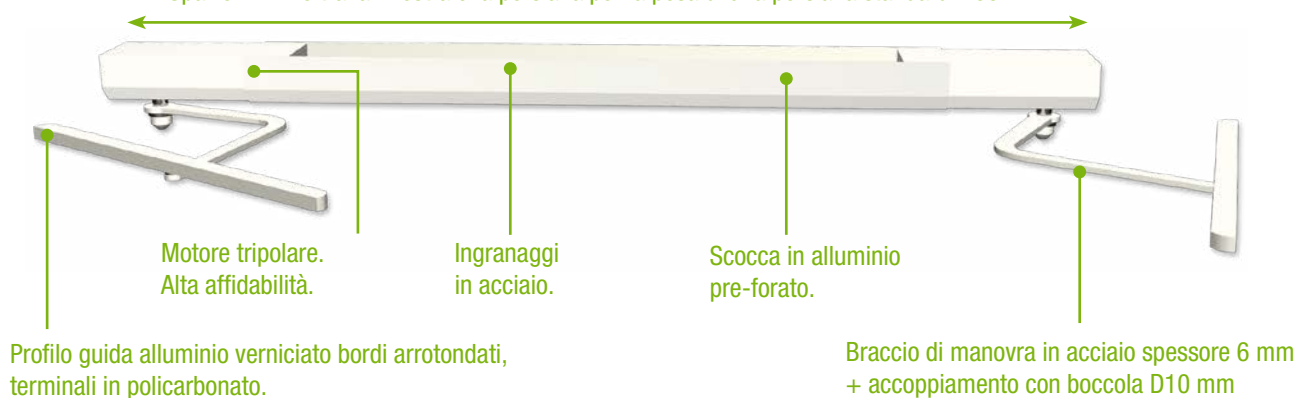 Motore tripolare.
Alta affidabilità.
Ingranaggi
in acciaio.
Scocca in alluminio
pre-forato.
Profilo guida alluminio verniciato bordi arrotondati,
terminali in policarbonato.
Braccio di manovra in acciaio spessore 6 mm
+ accoppiamento con boccola D10 mm